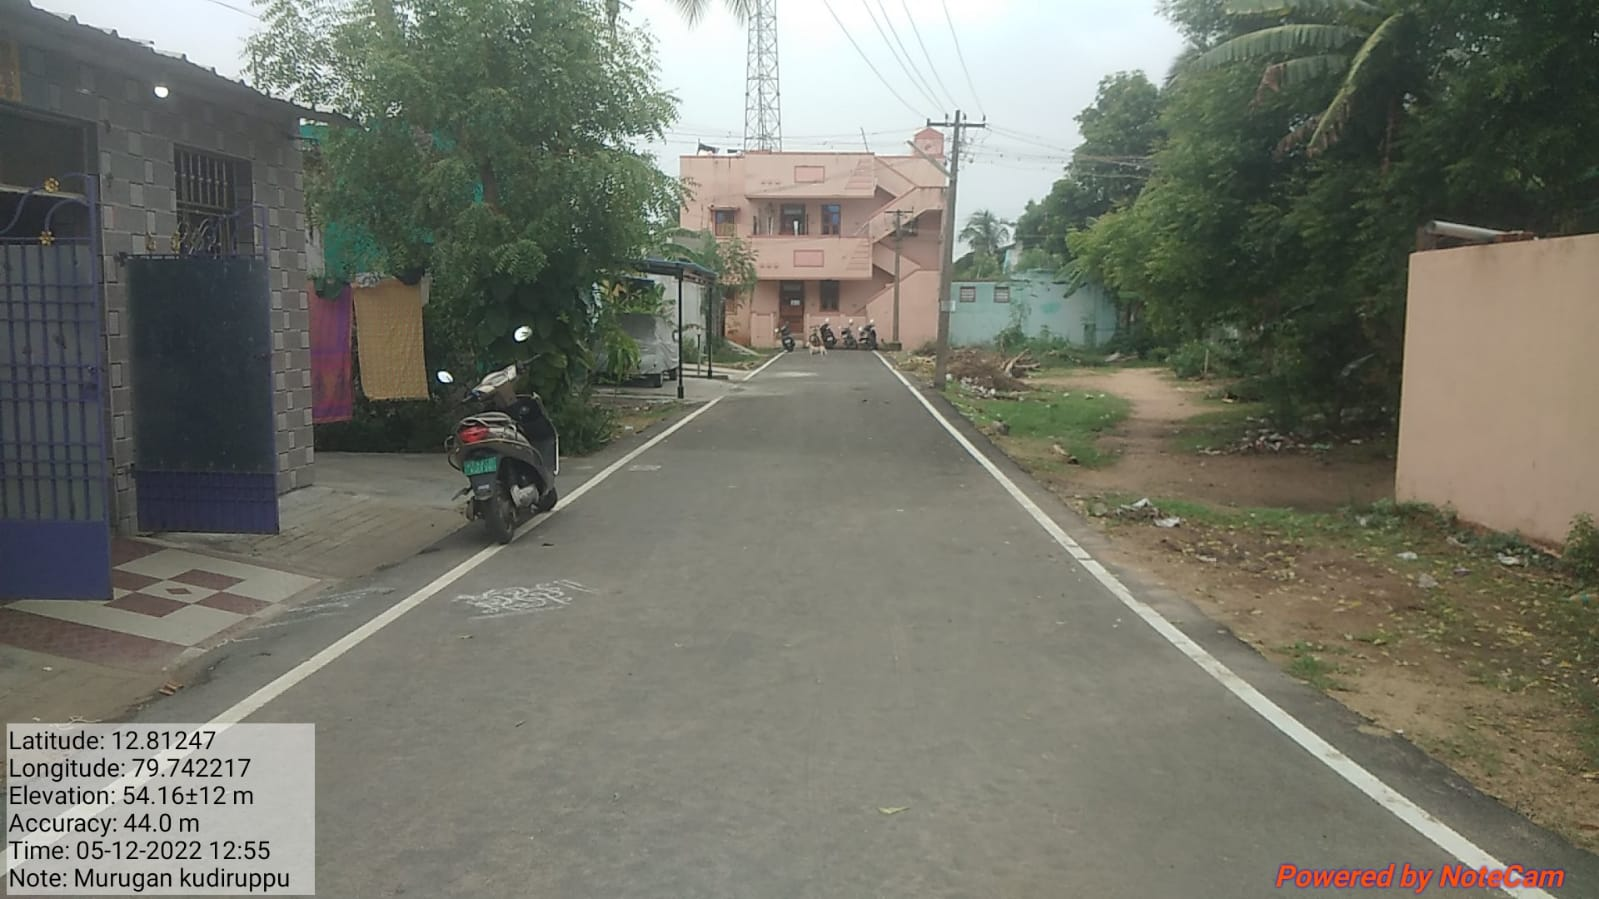 Latitude: 12.81247
Longitude: 79.742217
Elevation: 54.16±12 m
Accuracy: 44.0 m
Time: 05-12-2022 12:55
Note: Murugan kudiruppu
Powered by NoteCam